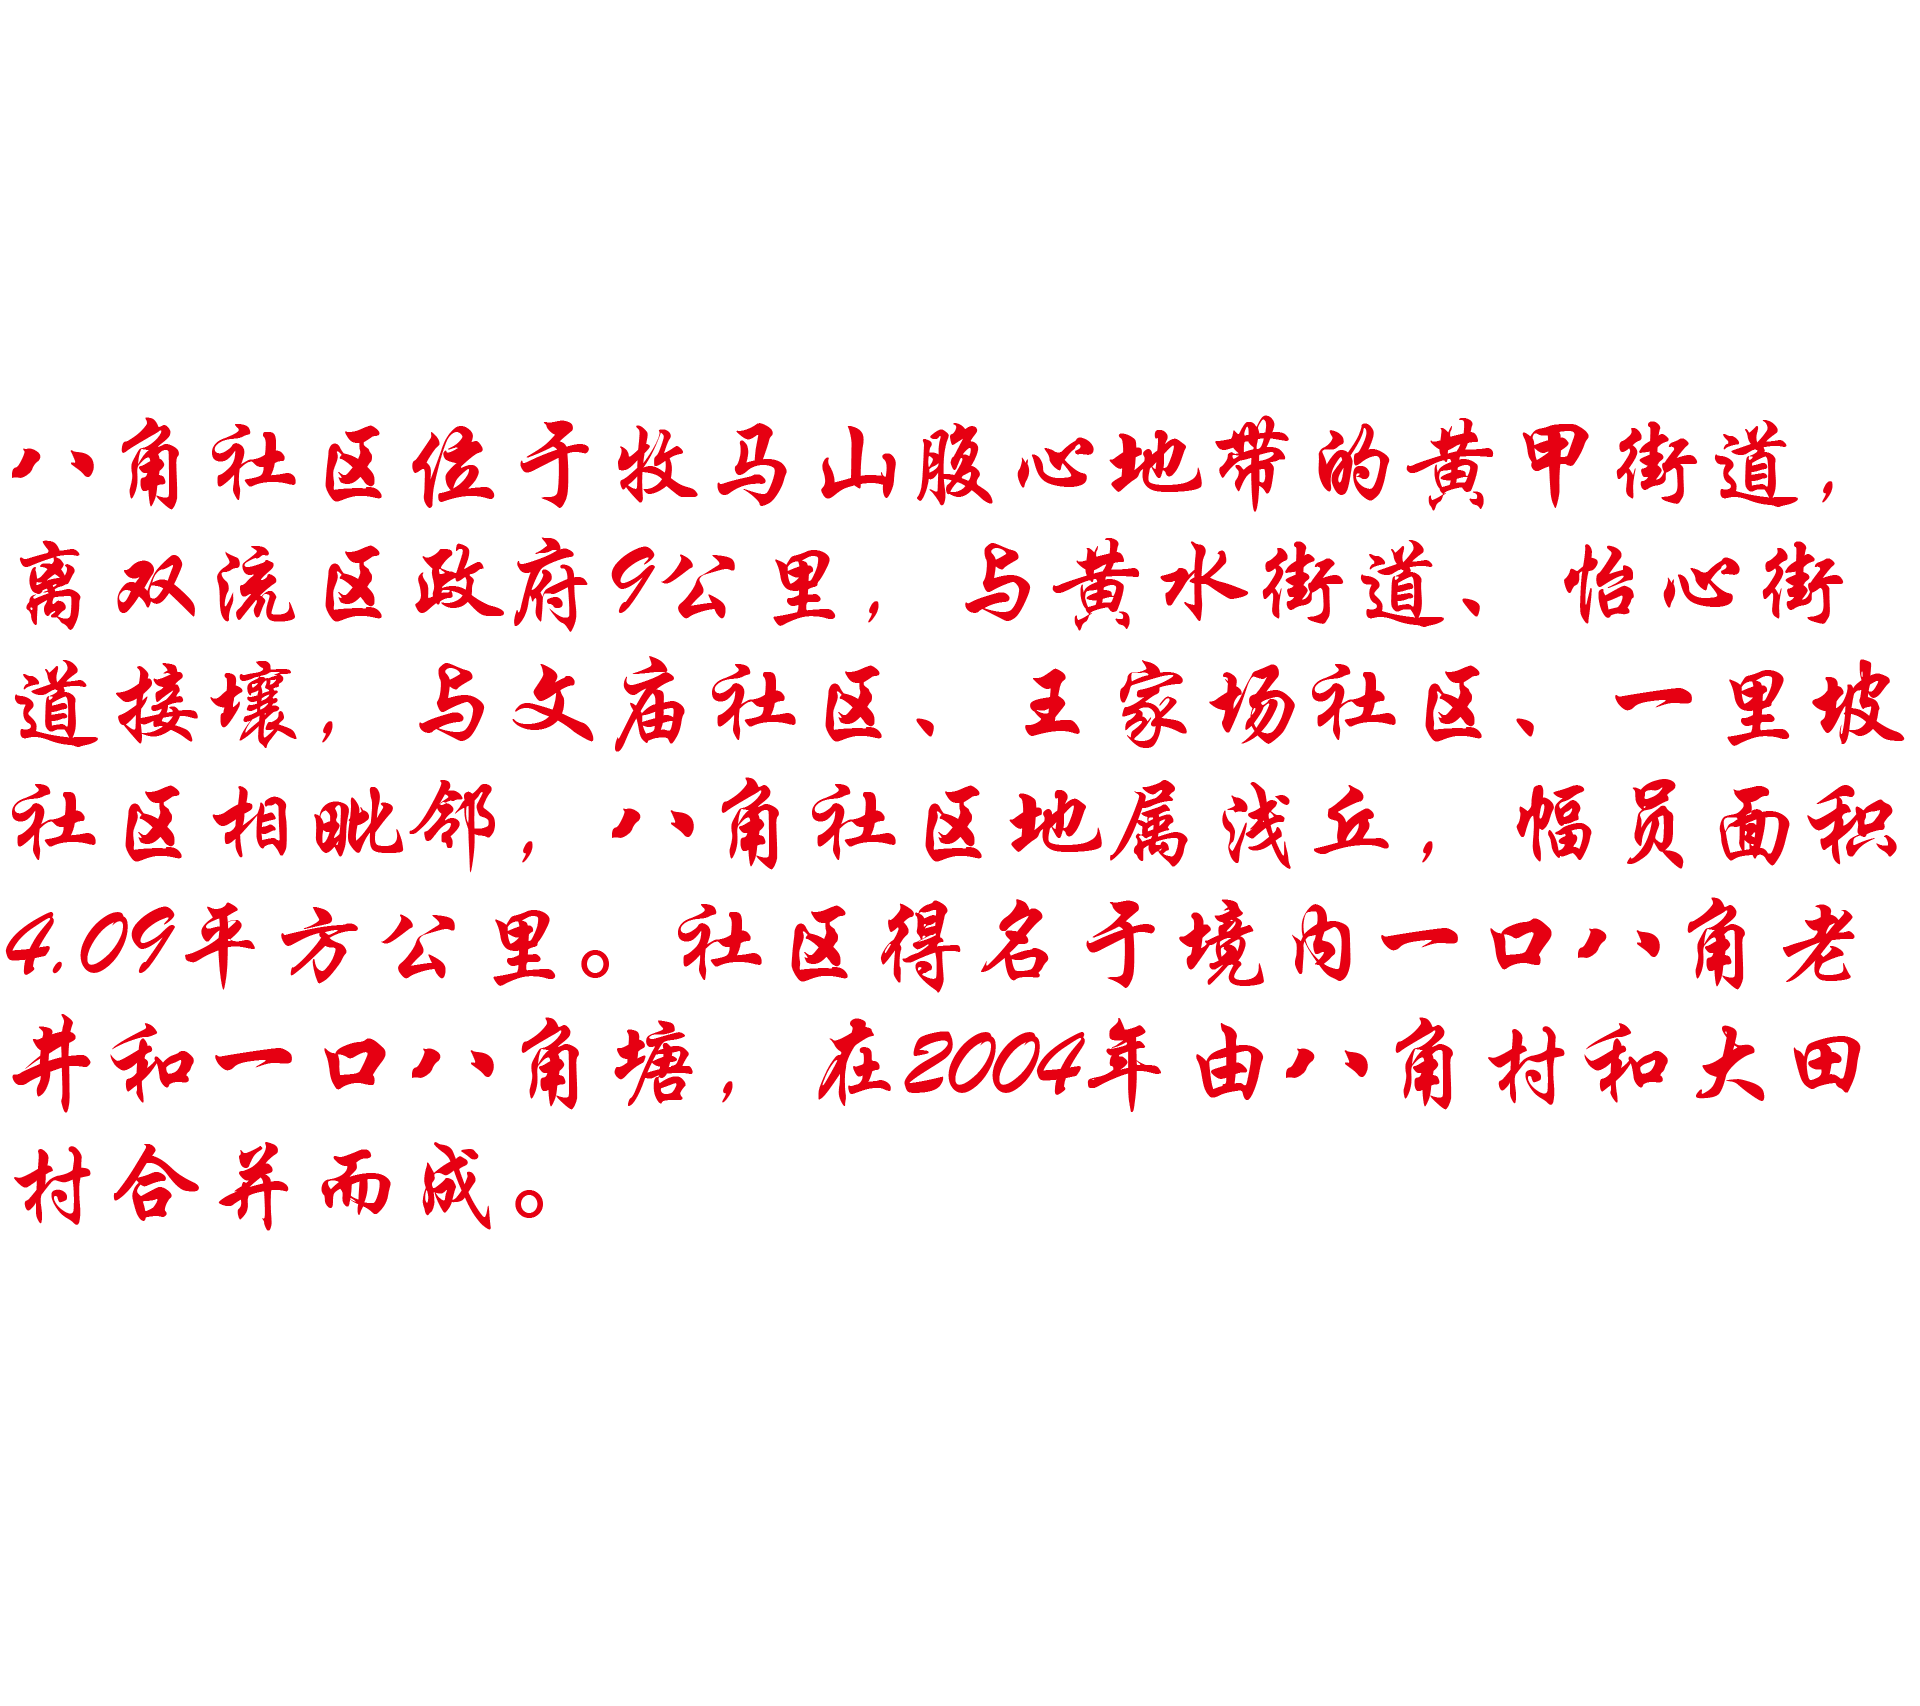 八角社区位于牧马山腹心地带的黄甲街道，
离双流区政府9公里，与黄水街道、怡心街
道接壤，与文庙社区、王家场社区、一里坡
社区相毗邻，八角社区地属浅丘，幅员面积
4.09平方公里。社区得名于境内一口八角老
井和一口八角塘，在2004年由八角村和大田
村合并而成。